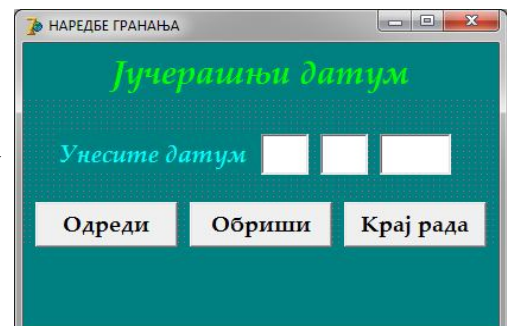 НАРЕДБЕ ГРАНАЊА
Јучерашњи датум
Унесите датум
Одреди Обриши Крај рада